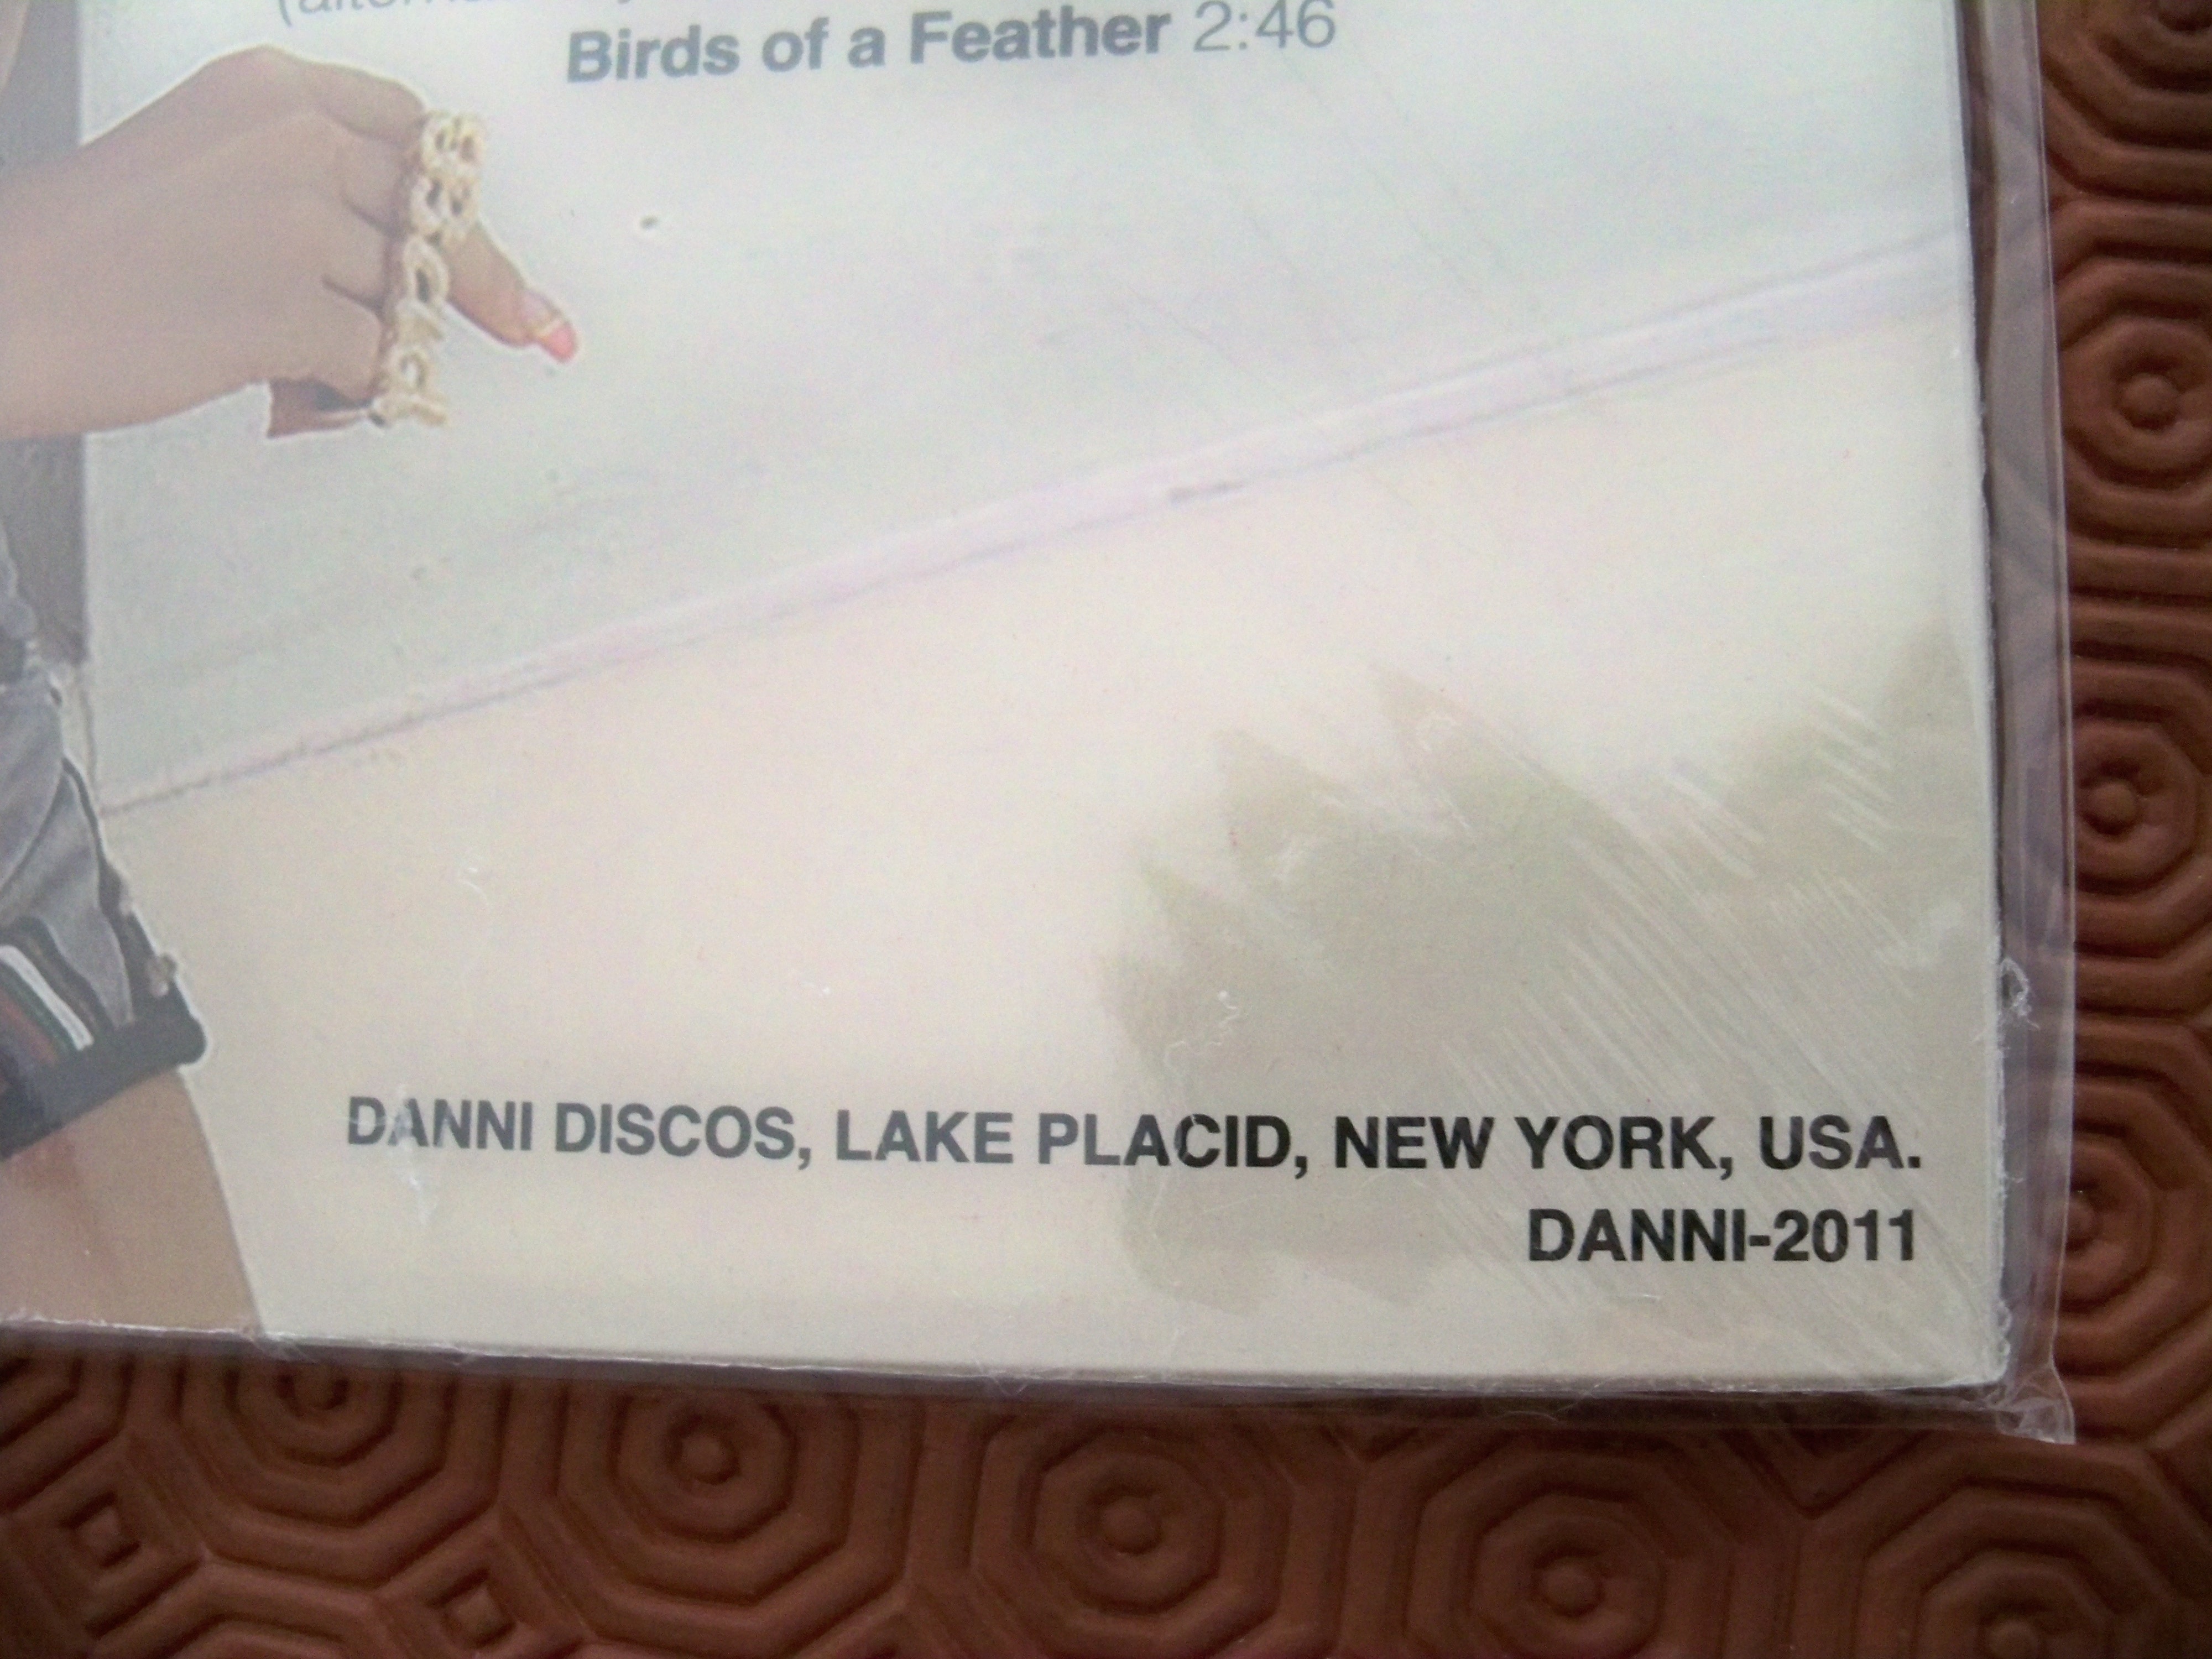 Birds of a Feather 2:46
DANNI DISCOS, LAKE PLACID, NEW YORK, USA.
DANNI-2011